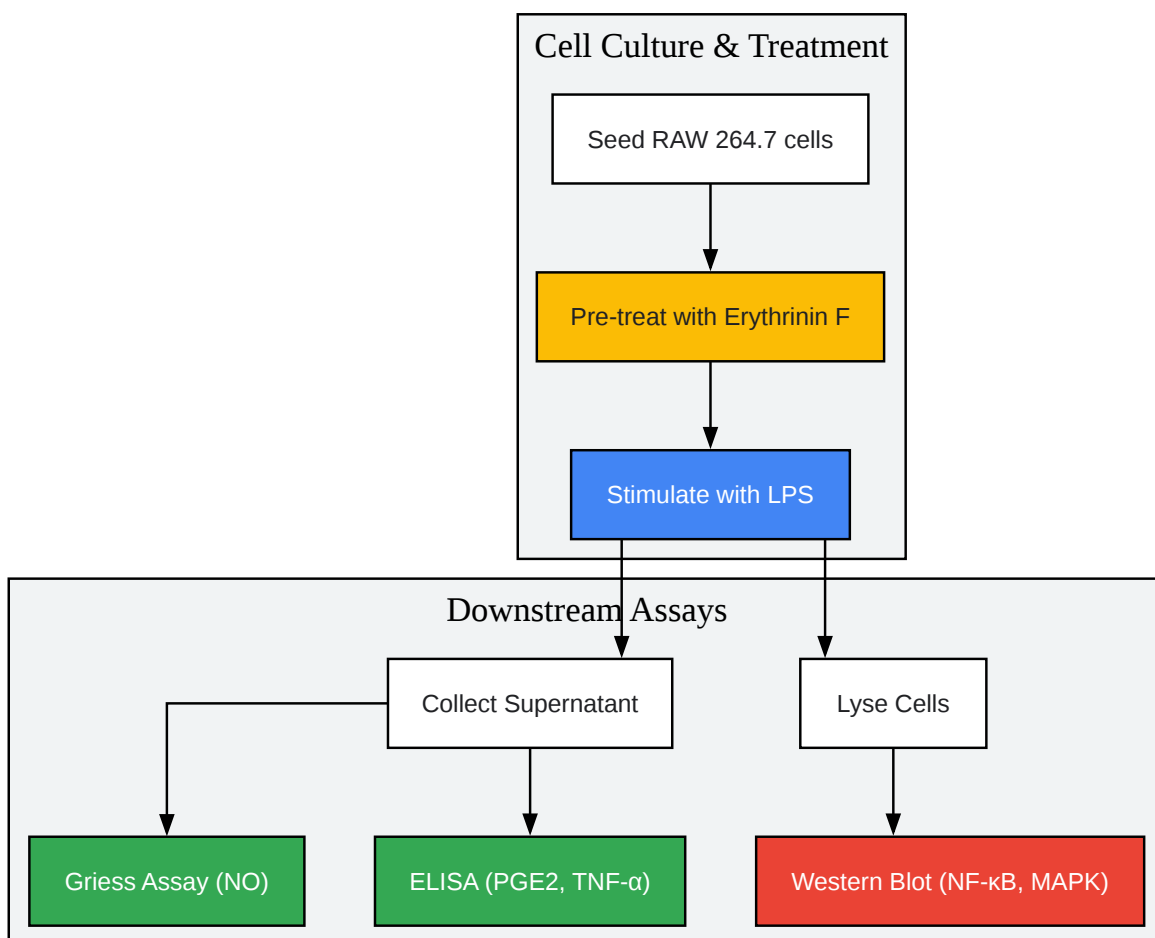 Cell Culture & Treatment
Seed RAW 264.7 cells
Pre-treat with Erythrinin F
Stimulate with LPS
Downstream Assays
Collect Supernatant
Lyse Cells
Griess Assay (NO)
ELISA (PGE2, TNF-α)
Western Blot (NF-κB, MAPK)